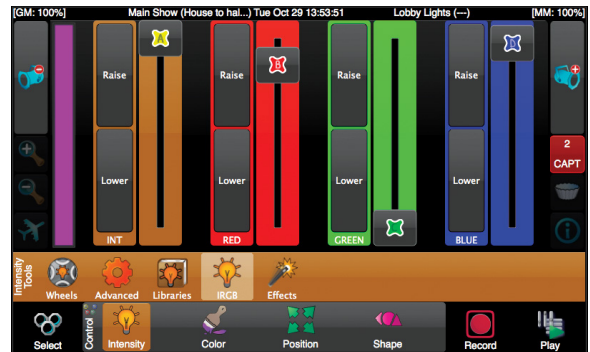 [GM: 100%] Main Show (House to hal...) Tue Oct 29 13:53:51 Lobby Lights (---) [MM: 100%]
A B D
Raise Raise Raise Raise
2
CAPT
Lower Lower Lower Lower
INT RED GREEN BLUE
Intensity
Tools
Wheels Advanced Libraries IRGB Effects
Control
Select Intensity Color Position Shape Record Play